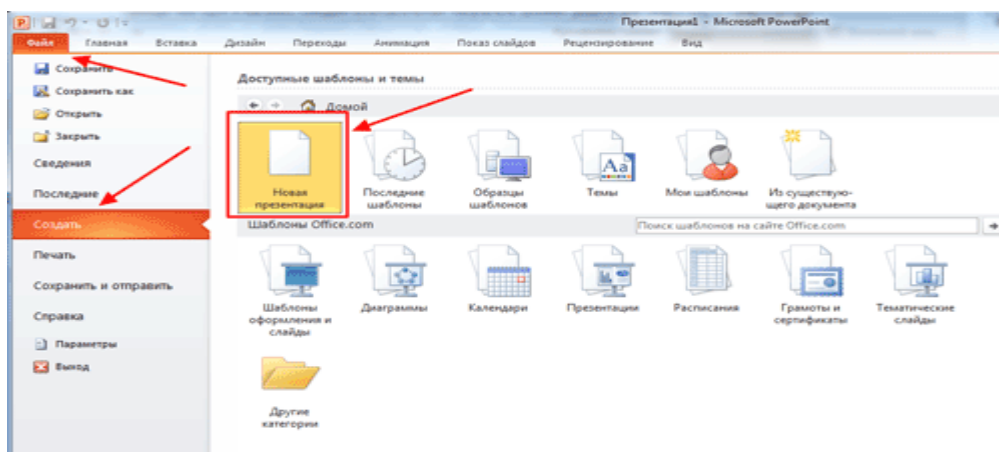 Презентация1 - Microsoft PowerPoint
Файл Главная Вставка Дизайн Переходы Анимация Показ слайдов Рецензирование Вид
Сохранить
Сохранить как
Открыть
Закрыть
Сведения
Последние
Создать
Печать
Сохранить и отправить
Справка
Параметры
Выход
Доступные шаблоны и темы
Домой
Новая
презентация
Последние
шаблоны
Образцы
шаблонов
Темы
Мои шаблоны
Из существую-
щего документа
Шаблоны Office.com
Поиск шаблонов на сайте Office.com
Шаблоны
оформления и
слайды
Диаграммы
Календари
Презентации
Расписания
Грамоты и
сертификаты
Тематические
слайды
Другие
категории